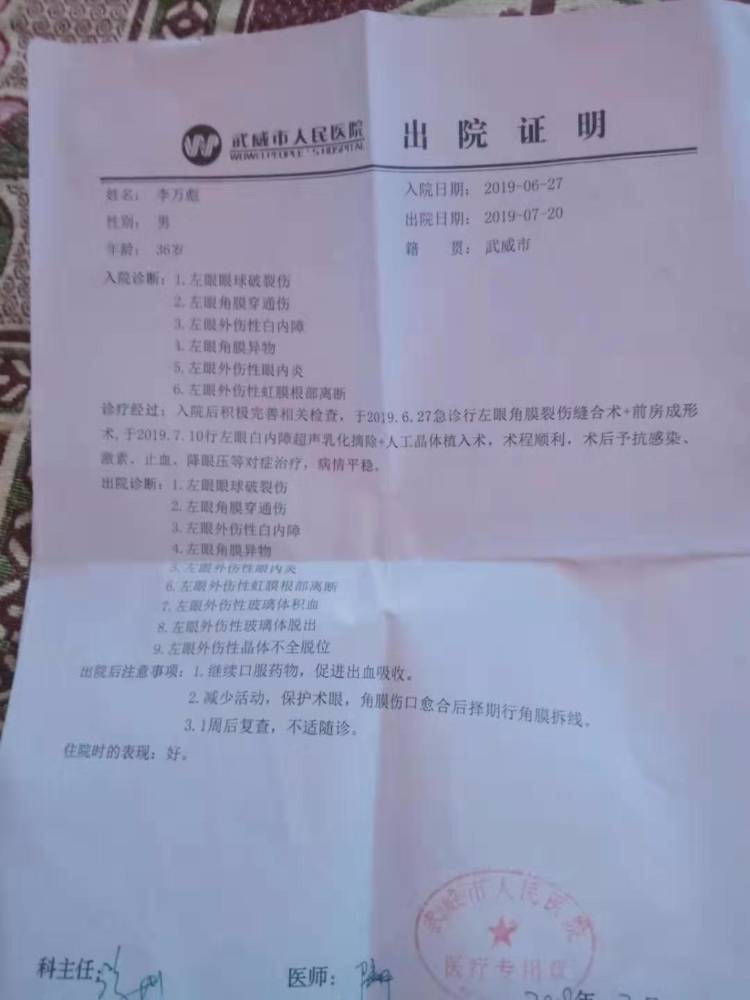 武威市人民医院
WUWEI PEOPLE'S HOSPITAL
出院证明
姓名：李万彪
入院日期：2019-06-27
性别：男
出院日期：2019-07-20
年龄：36岁
籍 贯：武威市
入院诊断：1.左眼眼球破裂伤
2.左眼角膜穿通伤
3.左眼外伤性白内障
4.左眼角膜异物
5.左眼外伤性眼内炎
6.左眼外伤性虹膜根部离断
诊疗经过：入院后积极完善相关检查，于2019.6.27急诊行左眼角膜裂伤缝合术+前房成形
术,于2019.7.10行左眼白内障超声乳化摘除+人工晶体植入术，术程顺利，术后予抗感染、
激素、止血、降眼压等对症治疗，病情平稳。
出院诊断：1.左眼眼球破裂伤
2.左眼角膜穿通伤
3.左眼外伤性白内障
4.左眼角膜异物
5.左眼外伤性眼内炎
6.左眼外伤性虹膜根部离断
7.左眼外伤性玻璃体积血
8.左眼外伤性玻璃体脱出
9.左眼外伤性晶体不全脱位
出院后注意事项：1.继续口服药物，促进出血吸收。
2.减少活动，保护术眼，角膜伤口愈合后择期行角膜拆线。
3.1周后复查，不适随诊。
住院时的表现：好。
武威市人民医院
医疗专用章
科主任：
医师：